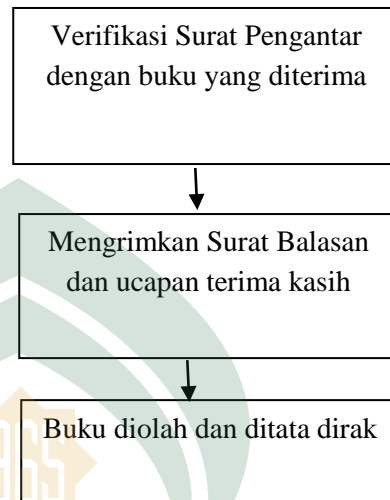 Verifikasi Surat Pengantar
dengan buku yang diterima
Mengrimkan Surat Balasan
dan ucapan terima kasih
Buku diolah dan ditata dirak